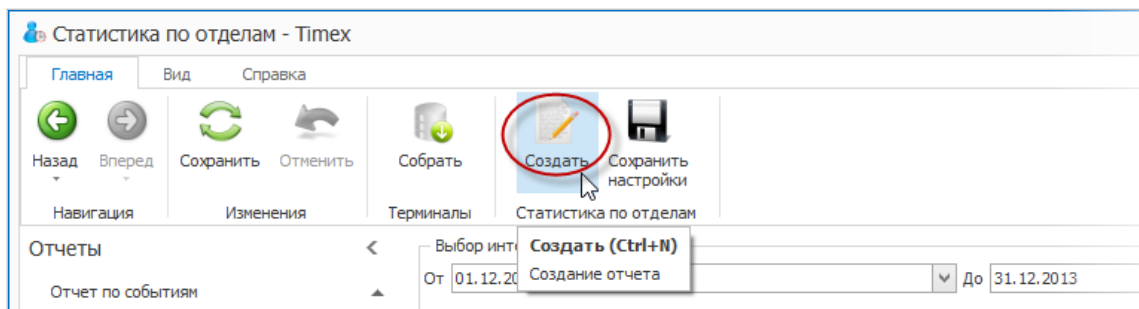 Статистика по отделам - Timex
Главная Вид Справка
Назад Вперед Сохранить Отменить Собрать Создать Сохранить
настройки
Навигация Изменения Терминалы Статистика по отделам
Отчеты
Выбор инт
Создать (Ctrl+N)
От 01.12.20
Создание отчета
До 31.12.2013
Отчет по событиям